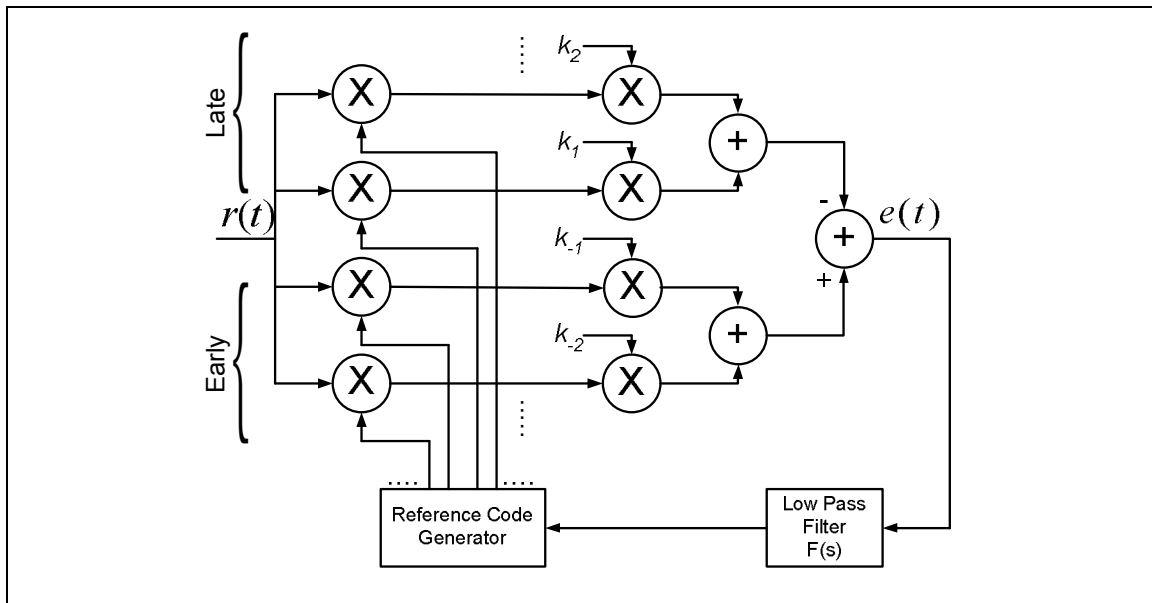 Late
k2
X
X
+
k1
X
X
r(t)
-
e(t)
+
+
k-1
X
X
+
k-2
X
X
Early
Reference Code
Generator
Low Pass
Filter
F(s)